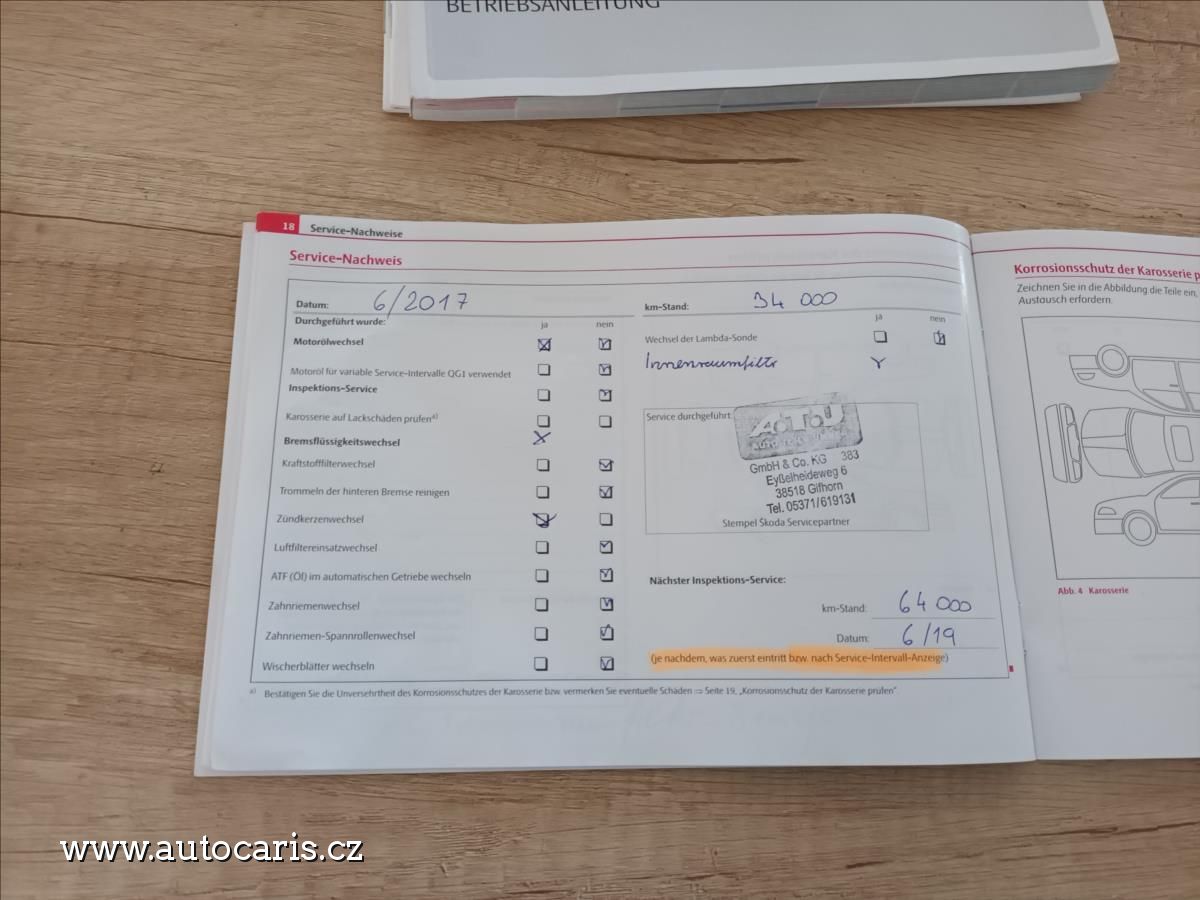 BETRIEBSANLEITUNG
18 Service-Nachweise
Service-Nachweis
Datum: 6/2017
km-Stand: 34 000
Durchgeführt wurde: ja nein
Motorölwechsel
Motoröl für variable Service-Intervalle QG1 verwendet
Inspektions-Service
Karosserie auf Lackschäden prüfen a)
Bremsflüssigkeitswechsel
Kraftstofffilterwechsel
Trommeln der hinteren Bremse reinigen
Zündkerzenwechsel
Luftfiltereinsatzwechsel
ATF (Öl) im automatischen Getriebe wechseln
Zahnriemenwechsel
Zahnriemen-Spannrollenwechsel
Wischerblätter wechseln
ja nein
Wechsel der Lambda-Sonde
Innenraumfilter
Service durchgeführt
GmbH & Co. KG 383
Eyßelheideweg 6
38518 Gifhorn
Tel. 05371/619131
Stempel Škoda Servicepartner
Nächster Inspektions-Service:
km-Stand: 64 000
Datum: 6/19
(je nachdem, was zuerst eintritt bzw. nach Service-Intervall-Anzeige)
a) Bestätigen Sie die Unversehrtheit des Korrosionsschutzes der Karosserie bzw. vermerken Sie eventuelle Schäden ⇒ Seite 19, „Korrosionsschutz der Karosserie prüfen“
Korrosionsschutz der Karosserie p
Zeichnen Sie in die Abbildung die Teile ein,
Austausch erfordern.
Abb. 4 Karosserie
www.autocaris.cz